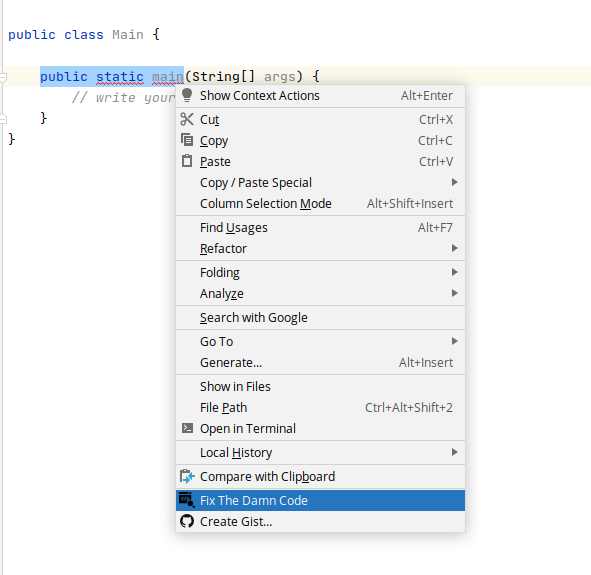 public class Main {
public static main(String[] args) {
// write your
}
}
Show Context Actions Alt+Enter
Cut Ctrl+X
Copy Ctrl+C
Paste Ctrl+V
Copy / Paste Special
Column Selection Mode Alt+Shift+Insert
Find Usages Alt+F7
Refactor
Folding
Analyze
Search with Google
Go To
Generate... Alt+Insert
Show in Files
File Path Ctrl+Alt+Shift+2
Open in Terminal
Local History
Compare with Clipboard
Fix The Damn Code
Create Gist...